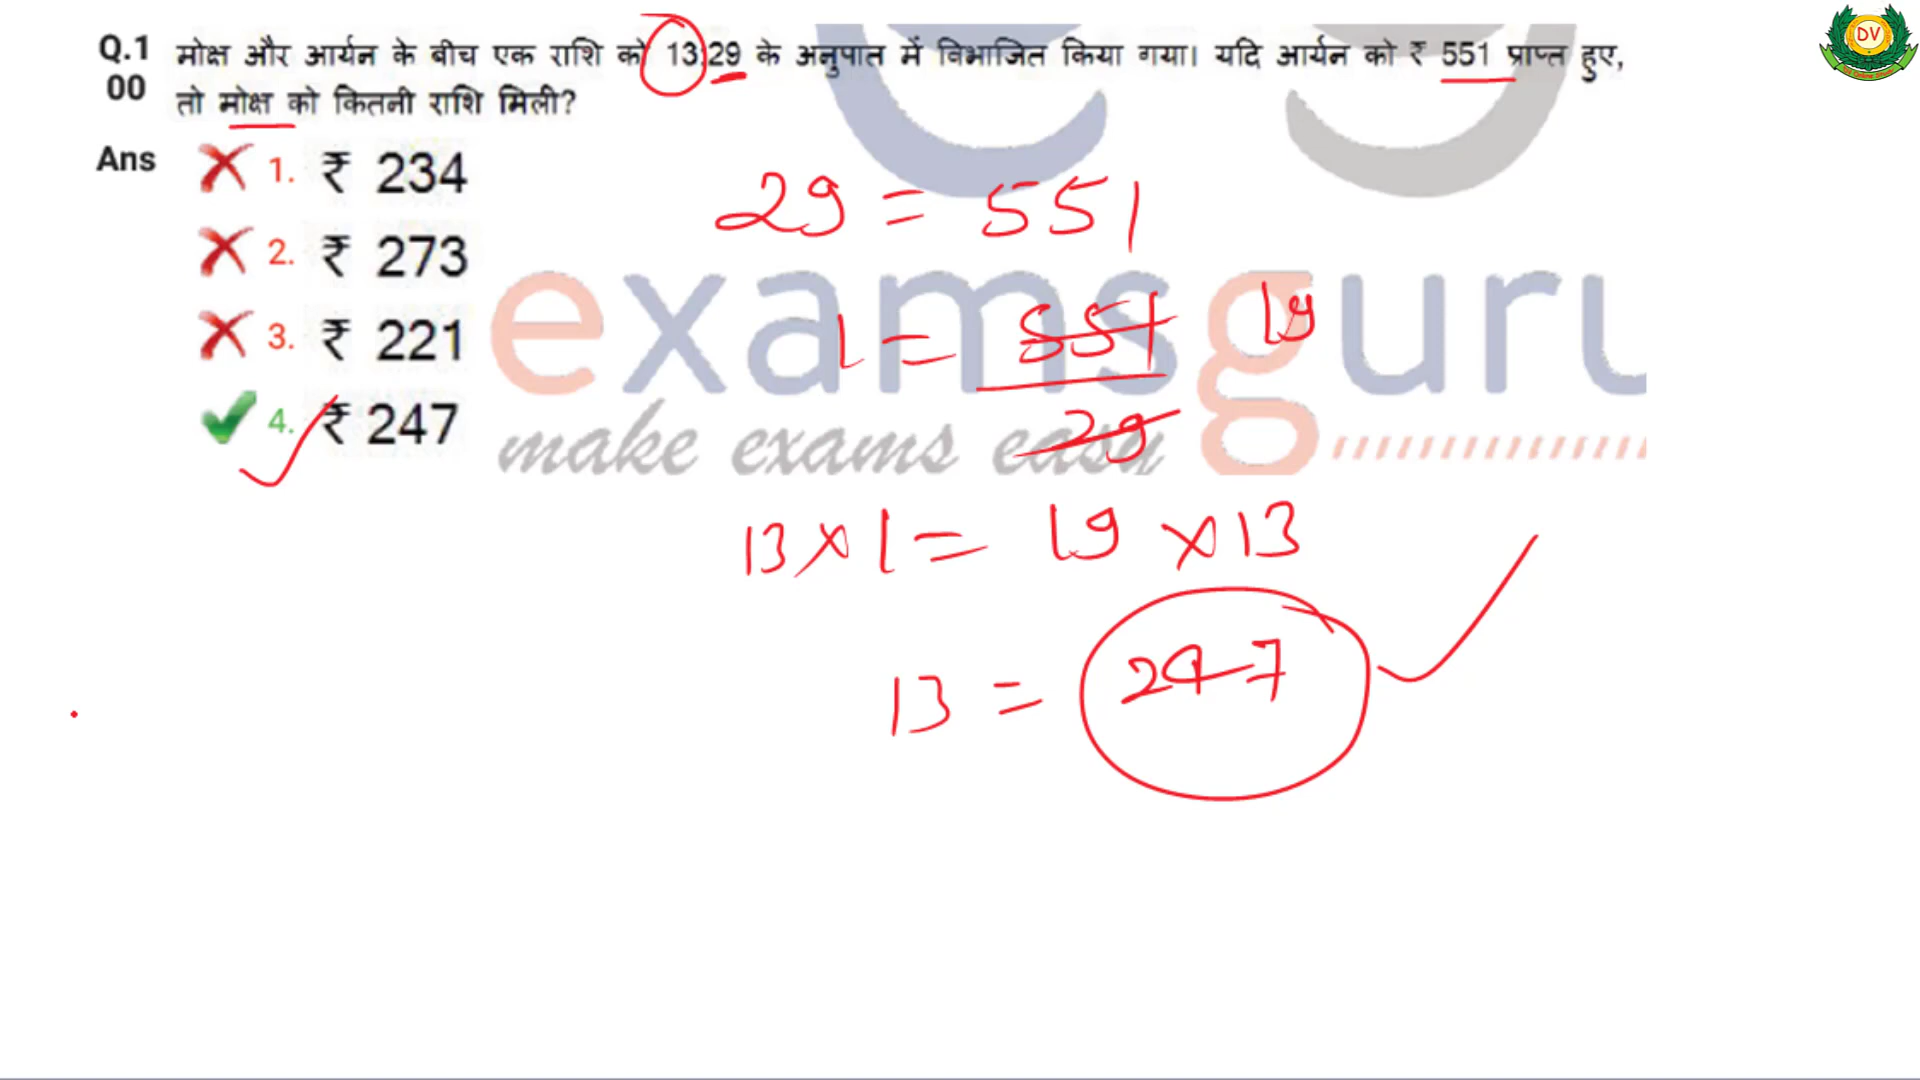 Q.100 मोक्ष और आर्यन के बीच एक राशि को 13:29 के अनुपात में विभाजित किया गया। यदि आर्यन को ₹ 551 प्राप्त हुए,
तो मोक्ष को कितनी राशि मिली?
Ans 1. ₹ 234
2. ₹ 273
3. ₹ 221
4. ₹ 247
29 = 551
1 = 551 19
29
13 × 1 = 19 × 13
13 = 247
examsguru
make exams easy
DV